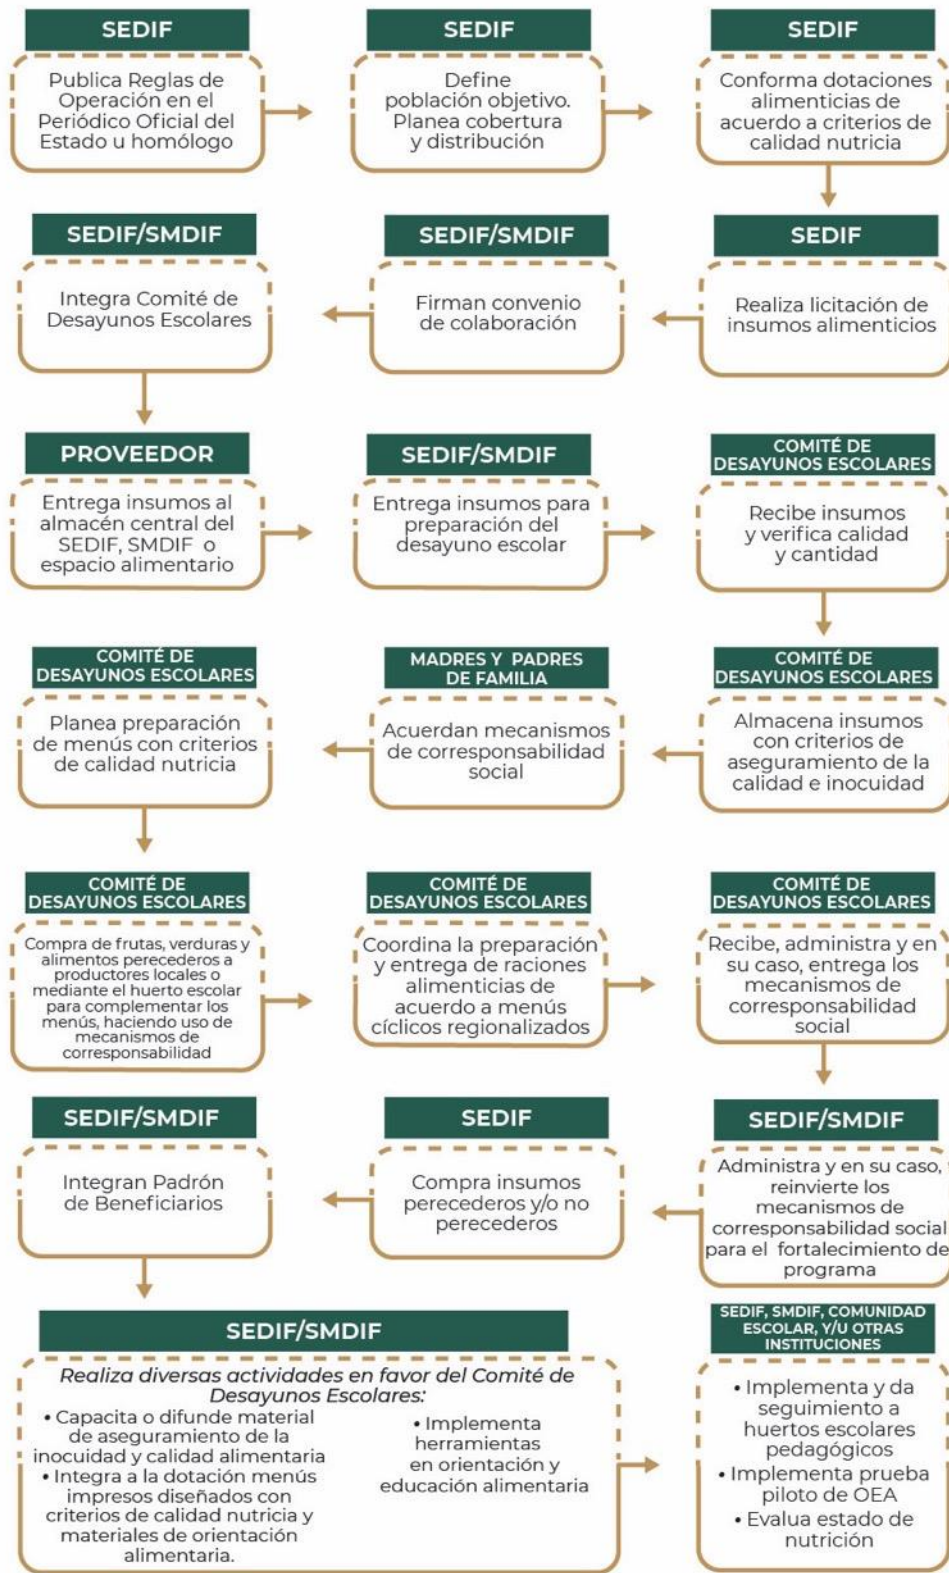 SEDIF
Publica Reglas de
Operación en el
Periódico Oficial del
Estado u homólogo
SEDIF
Define
población objetivo.
Planea cobertura
y distribución
SEDIF
Conforma dotaciones
alimenticias de
acuerdo a criterios de
calidad nutricia
SEDIF
Realiza licitación de
insumos alimenticios
SEDIF/SMDIF
Firman convenio
de colaboración
SEDIF/SMDIF
Integra Comité de
Desayunos Escolares
PROVEEDOR
Entrega insumos al
almacén central del
SEDIF, SMDIF o
espacio alimentario
SEDIF/SMDIF
Entrega insumos para
preparación del
desayuno escolar
COMITÉ DE
DESAYUNOS ESCOLARES
Recibe insumos
y verifica calidad
y cantidad
COMITÉ DE
DESAYUNOS ESCOLARES
Almacena insumos
con criterios de
aseguramiento de la
calidad e inocuidad
MADRES Y PADRES
DE FAMILIA
Acuerdan mecanismos
de corresponsabilidad
social
COMITÉ DE
DESAYUNOS ESCOLARES
Planea preparación
de menús con criterios
de calidad nutricia
COMITÉ DE
DESAYUNOS ESCOLARES
Compra de frutas, verduras y
alimentos perecederos a
productores locales o
mediante el huerto escolar
para complementar los
menús, haciendo uso de
mecanismos de
corresponsabilidad
COMITÉ DE
DESAYUNOS ESCOLARES
Coordina la preparación
y entrega de raciones
alimenticias de
acuerdo a menús
cíclicos regionalizados
COMITÉ DE
DESAYUNOS ESCOLARES
Recibe, administra y en
su caso, entrega los
mecanismos de
corresponsabilidad
social
SEDIF/SMDIF
Administra y en su caso,
reinvierte los
mecanismos de
corresponsabilidad social
para el fortalecimiento de
programa
SEDIF
Compra insumos
perecederos y/o no
perecederos
SEDIF/SMDIF
Integran Padrón
de Beneficiarios
SEDIF/SMDIF
Realiza diversas actividades en favor del Comité de
Desayunos Escolares:
• Capacita o difunde material
de aseguramiento de la
inocuidad y calidad alimentaria
• Integra a la dotación menús
impresos diseñados con
criterios de calidad nutricia y
materiales de orientación
alimentaria.
• Implementa
herramientas
en orientación y
educación alimentaria
SEDIF, SMDIF, COMUNIDAD
ESCOLAR, Y/U OTRAS
INSTITUCIONES
• Implementa y da
seguimiento a
huertos escolares
pedagógicos
• Implementa prueba
piloto de OEA
• Evalua estado de
nutrición